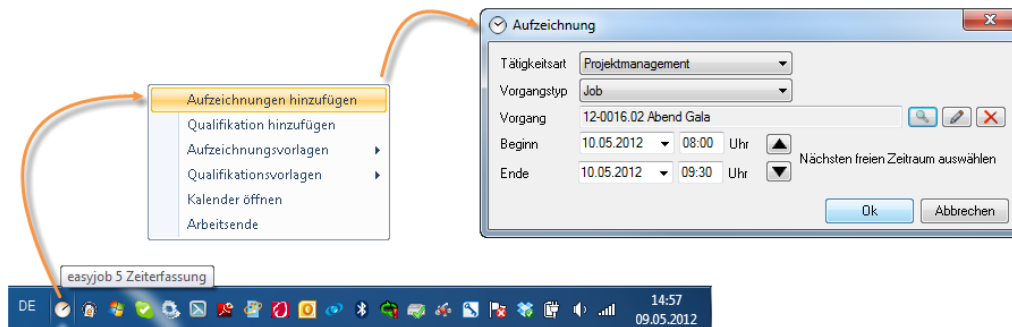 Aufzeichnung
Tätigkeitsart Projektmanagement
Vorgangstyp Job
Vorgang 12-0016.02 Abend Gala
Beginn 10.05.2012 08:00 Uhr
Nächsten freien Zeitraum auswählen
Ende 10.05.2012 09:30 Uhr
Ok Abbrechen
Aufzeichnungen hinzufügen
Qualifikation hinzufügen
Aufzeichnungsvorlagen
Qualifikationsvorlagen
Kalender öffnen
Arbeitsende
easyjob 5 Zeiterfassung
DE
14:57
09.05.2012